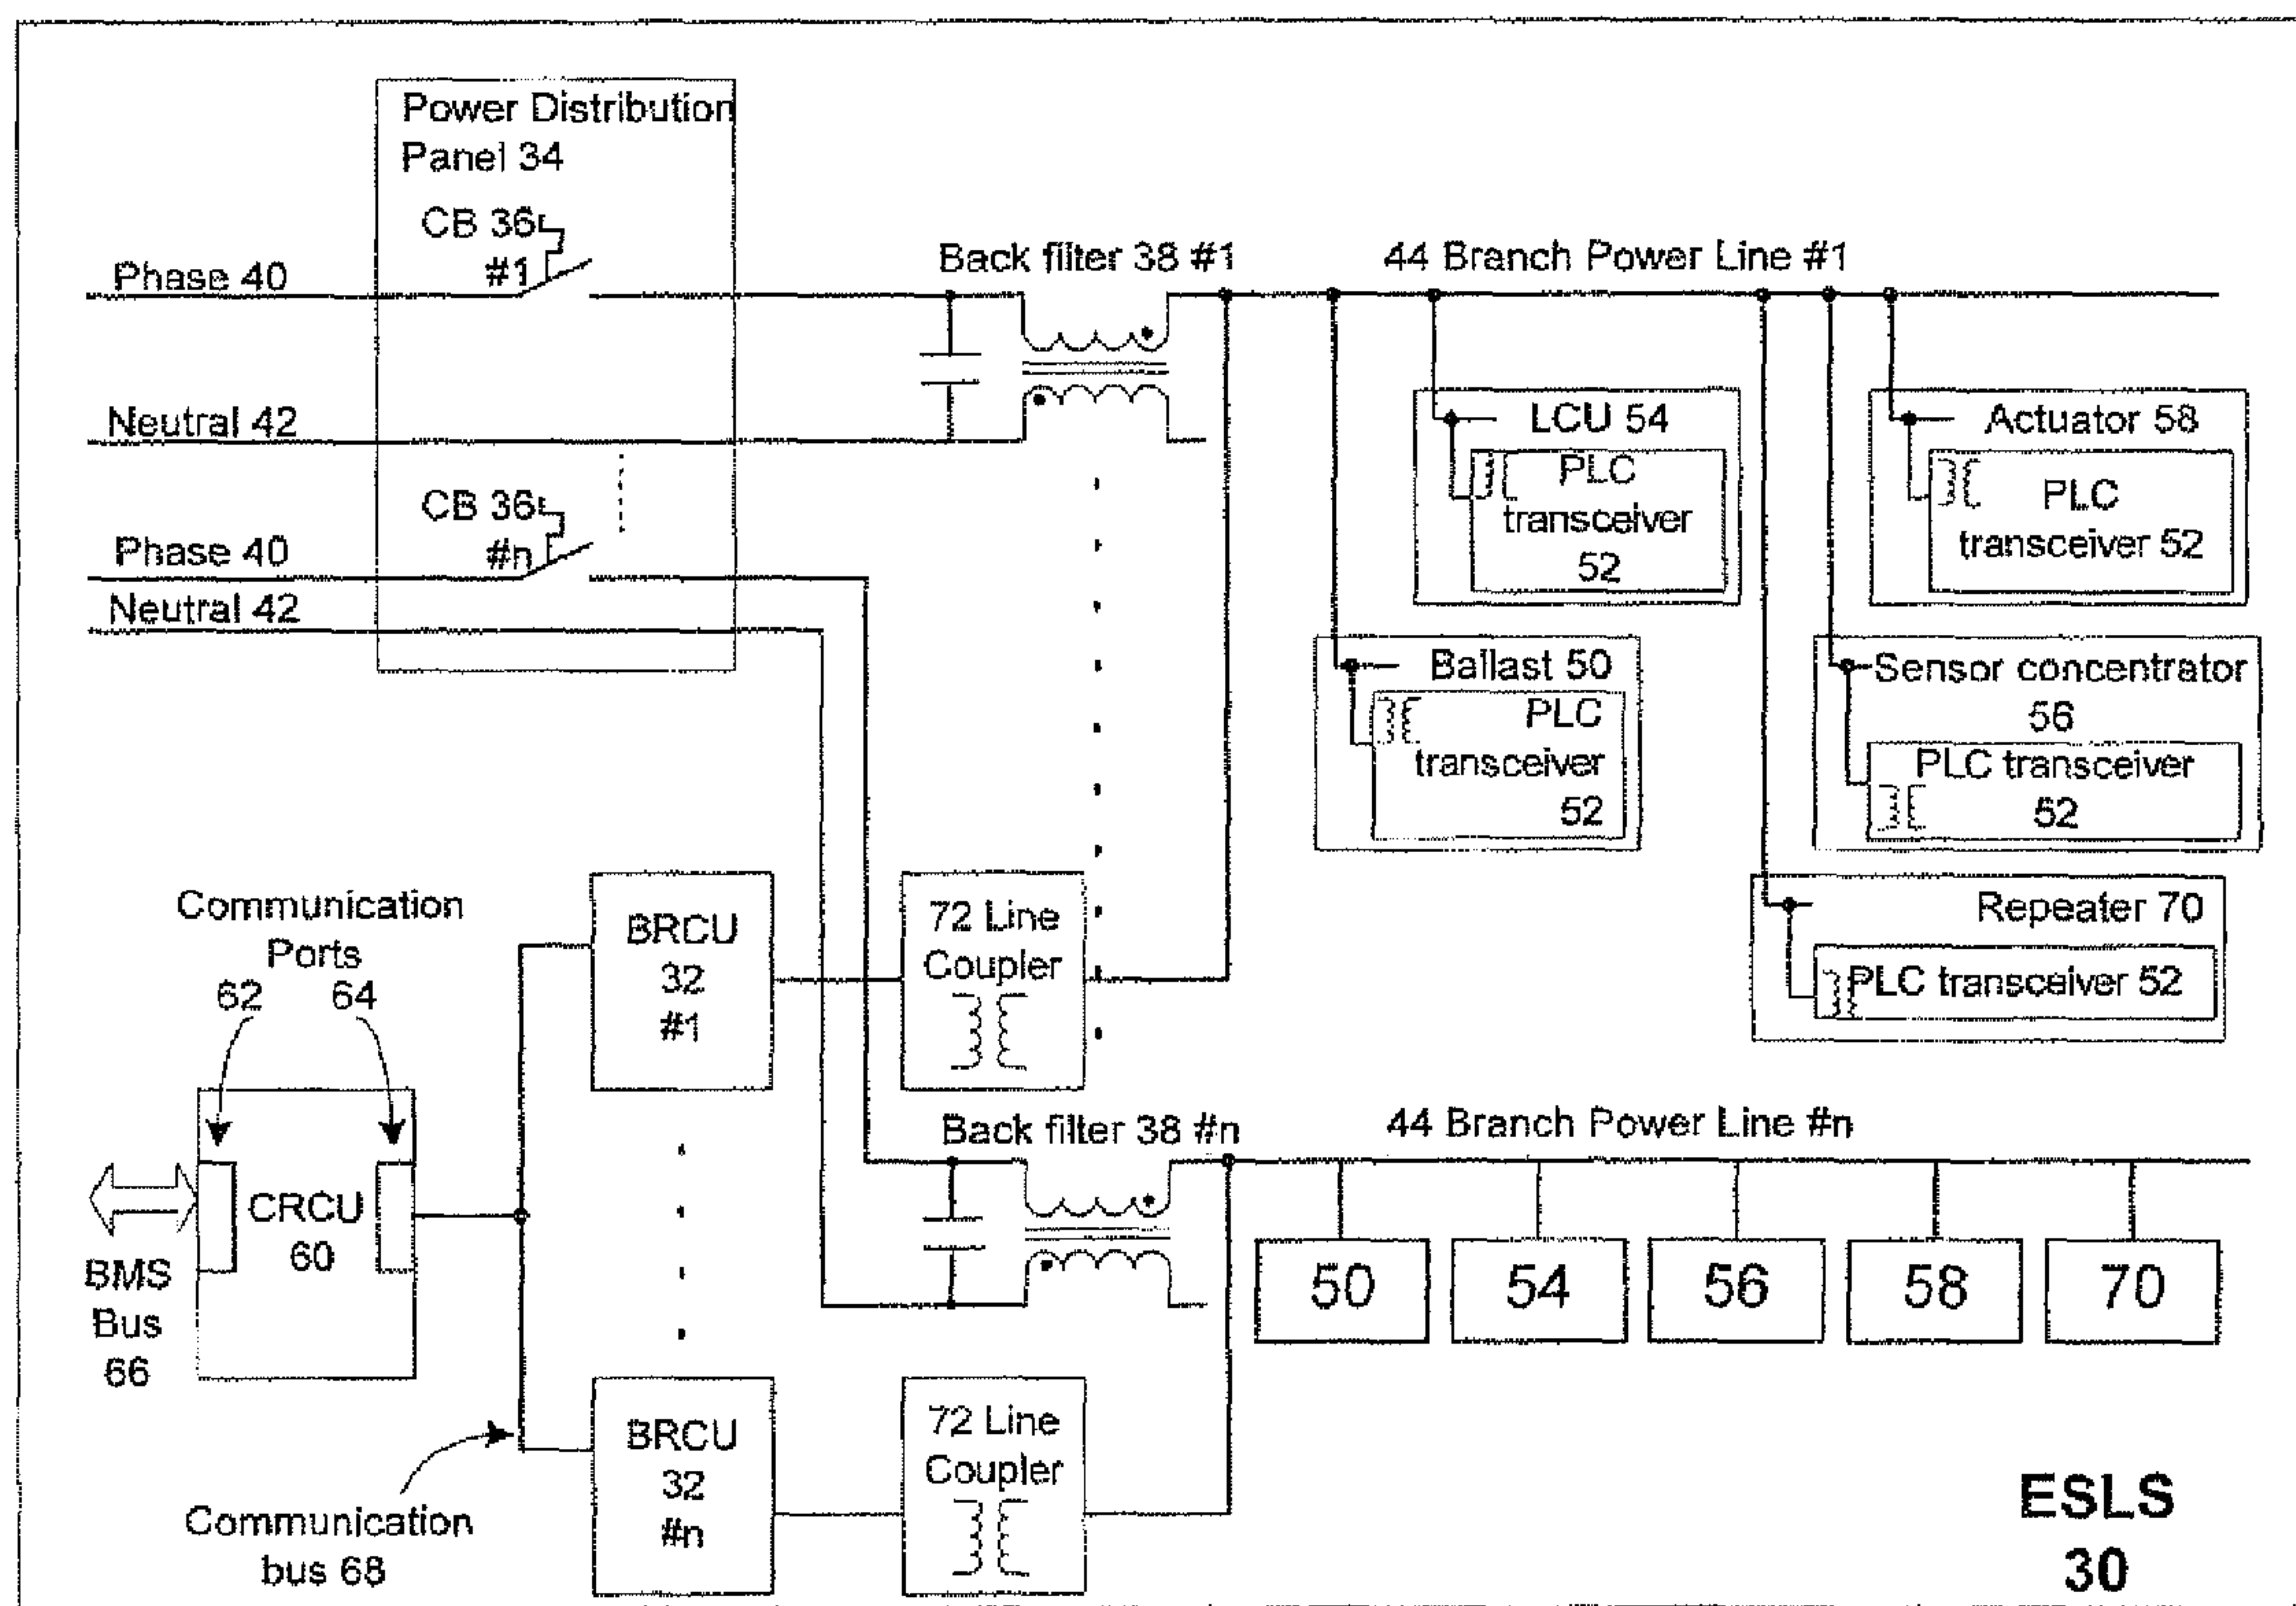 Power Distribution
Panel 34
CB 36
#1
Phase 40
Neutral 42
CB 36
#n
Phase 40
Neutral 42
Back filter 38 #1
44 Branch Power Line #1
LCU 54
PLC
transceiver
52
Actuator 58
PLC
transceiver 52
Ballast 50
PLC
transceiver
52
Sensor concentrator
56
PLC transceiver
52
Repeater 70
PLC transceiver 52
Communication
Ports
62 64
BRCU
32
#1
72 Line
Coupler
CRCU
60
BMS
Bus
66
Back filter 38 #n
44 Branch Power Line #n
50 54 56 58 70
BRCU
32
#n
72 Line
Coupler
Communication
bus 68
ESLS
30